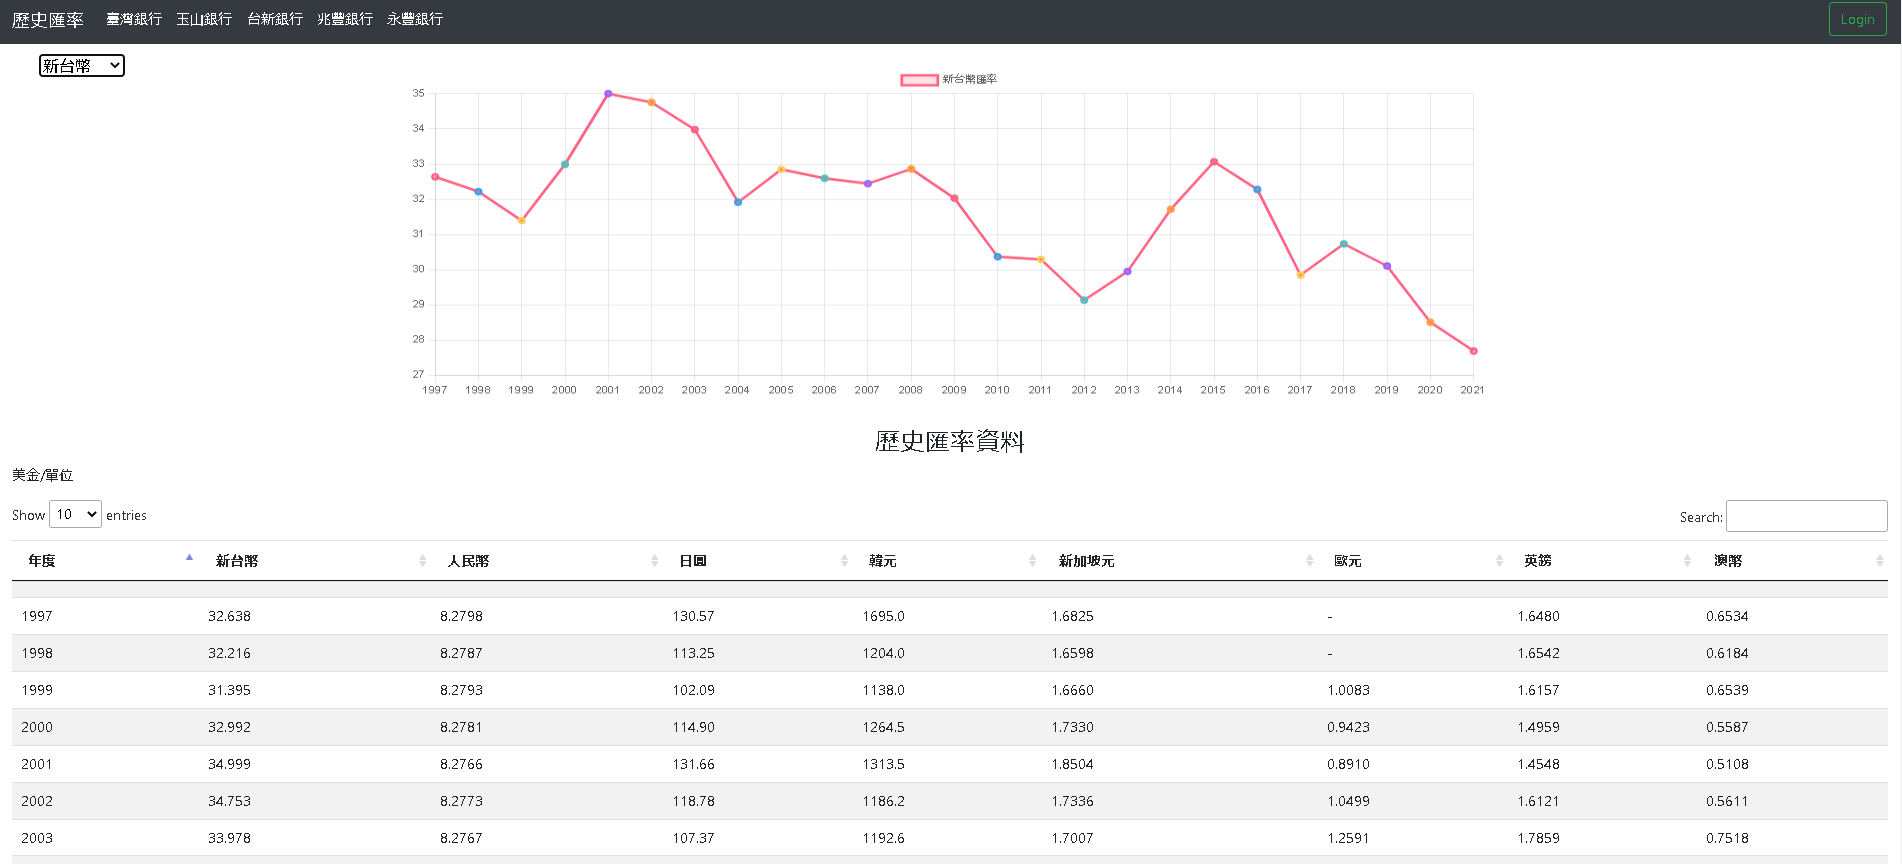 歷史匯率 臺灣銀行 玉山銀行 台新銀行 兆豐銀行 永豐銀行 Login
新台幣
新台幣匯率
35
34
33
32
31
30
29
28
27
1997 1998 1999 2000 2001 2002 2003 2004 2005 2006 2007 2008 2009 2010 2011 2012 2013 2014 2015 2016 2017 2018 2019 2020 2021
歷史匯率資料
美金/單位
Show 10 entries Search:
年度 新台幣 人民幣 日圓 韓元 新加坡元 歐元 英鎊 澳幣
1997 32.638 8.2798 130.57 1695.0 1.6825 - 1.6480 0.6534
1998 32.216 8.2787 113.25 1204.0 1.6598 - 1.6542 0.6184
1999 31.395 8.2793 102.09 1138.0 1.6660 1.0083 1.6157 0.6539
2000 32.992 8.2781 114.90 1264.5 1.7330 0.9423 1.4959 0.5587
2001 34.999 8.2766 131.66 1313.5 1.8504 0.8910 1.4548 0.5108
2002 34.753 8.2773 118.78 1186.2 1.7336 1.0499 1.6121 0.5611
2003 33.978 8.2767 107.37 1192.6 1.7007 1.2591 1.7859 0.7518